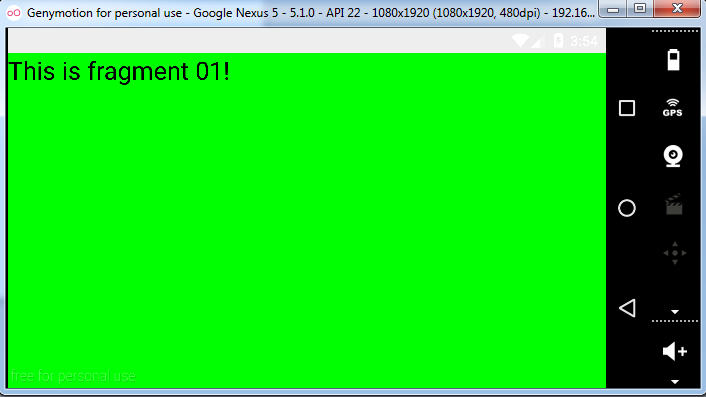 Genymotion for personal use - Google Nexus 5 - 5.1.0 - API 22 - 1080x1920 (1080x1920, 480dpi) - 192.16...
3:54
This is fragment 01!
GPS
free for personal use